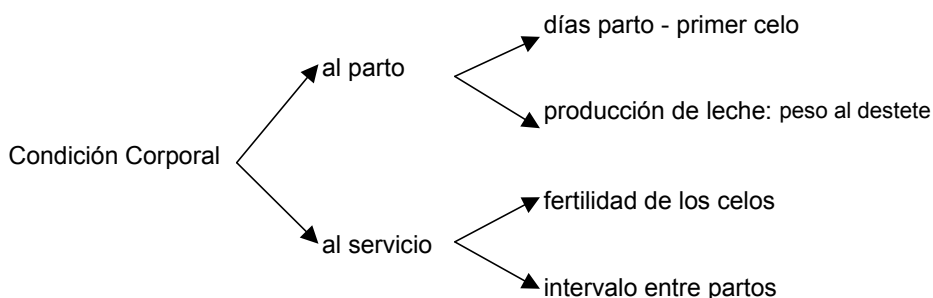 días parto - primer celo
al parto
producción de leche: peso al destete
Condición Corporal
fertilidad de los celos
al servicio
intervalo entre partos